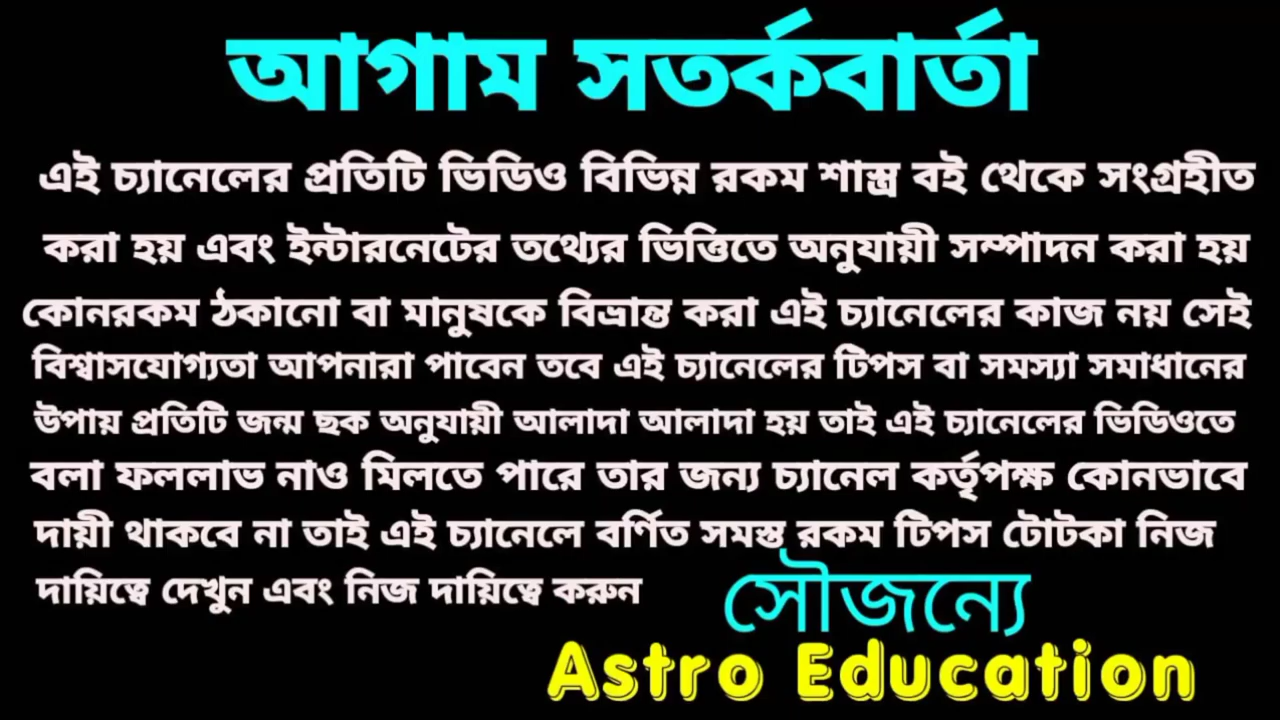 আগাম সতর্কবার্তা
এই চ্যানেলের প্রতিটি ভিডিও বিভিন্ন রকম শাস্ত্র বই থেকে সংগ্রহীত
করা হয় এবং ইন্টারনেটের তথ্যের ভিত্তিতে অনুযায়ী সম্পাদন করা হয়
কোনরকম ঠকানো বা মানুষকে বিভ্রান্ত করা এই চ্যানেলের কাজ নয় সেই
বিশ্বাসযোগ্যতা আপনারা পাবেন তবে এই চ্যানেলের টিপস বা সমস্যা সমাধানের
উপায় প্রতিটি জন্ম ছক অনুযায়ী আলাদা আলাদা হয় তাই এই চ্যানেলের ভিডিওতে
বলা ফললাভ নাও মিলতে পারে তার জন্য চ্যানেল কর্তৃপক্ষ কোনভাবে
দায়ী থাকবে না তাই এই চ্যানেলে বর্ণিত সমস্ত রকম টিপস টোটকা নিজ
দায়িত্বে দেখুন এবং নিজ দায়িত্বে করুন
সৌজন্যে
Astro Education